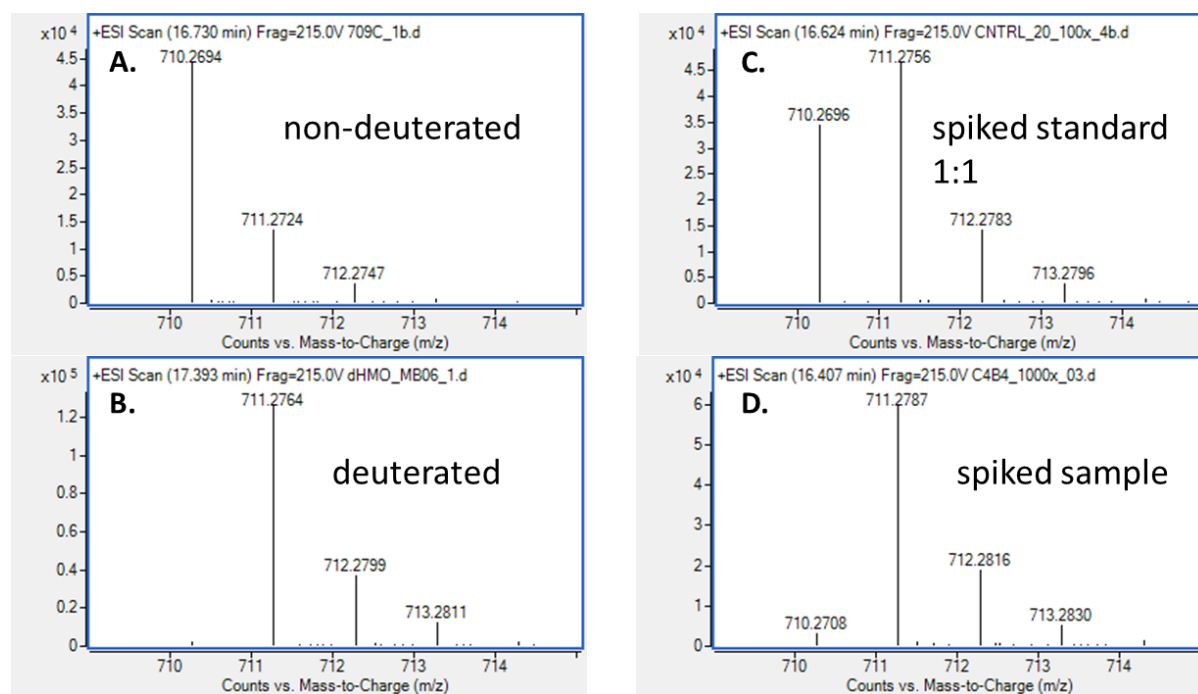 x10 4
+ESI Scan (16.730 min) Frag=215.0V 709C_1b.d
A.
710.2694
4.5
4
3.5
3
2.5
2
1.5
1
0.5
0
non-deuterated
711.2724
712.2747
710 711 712 713 714
Counts vs. Mass-to-Charge (m/z)
x10 4
+ESI Scan (16.624 min) Frag=215.0V CNTRL_20_100x_4b.d
C.
711.2756
4.5
4
3.5
3
2.5
2
1.5
1
0.5
0
710.2696
spiked standard
1:1
712.2783
713.2796
710 711 712 713 714
Counts vs. Mass-to-Charge (m/z)
x10 5
+ESI Scan (17.393 min) Frag=215.0V dHMO_MB06_1.d
B.
711.2764
1.2
1
0.8
0.6
0.4
0.2
0
deuterated
712.2799
713.2811
710 711 712 713 714
Counts vs. Mass-to-Charge (m/z)
x10 4
+ESI Scan (16.407 min) Frag=215.0V C4B4_1000x_03.d
D.
711.2787
6
5
4
3
2
1
0
spiked sample
712.2816
710.2708
713.2830
710 711 712 713 714
Counts vs. Mass-to-Charge (m/z)